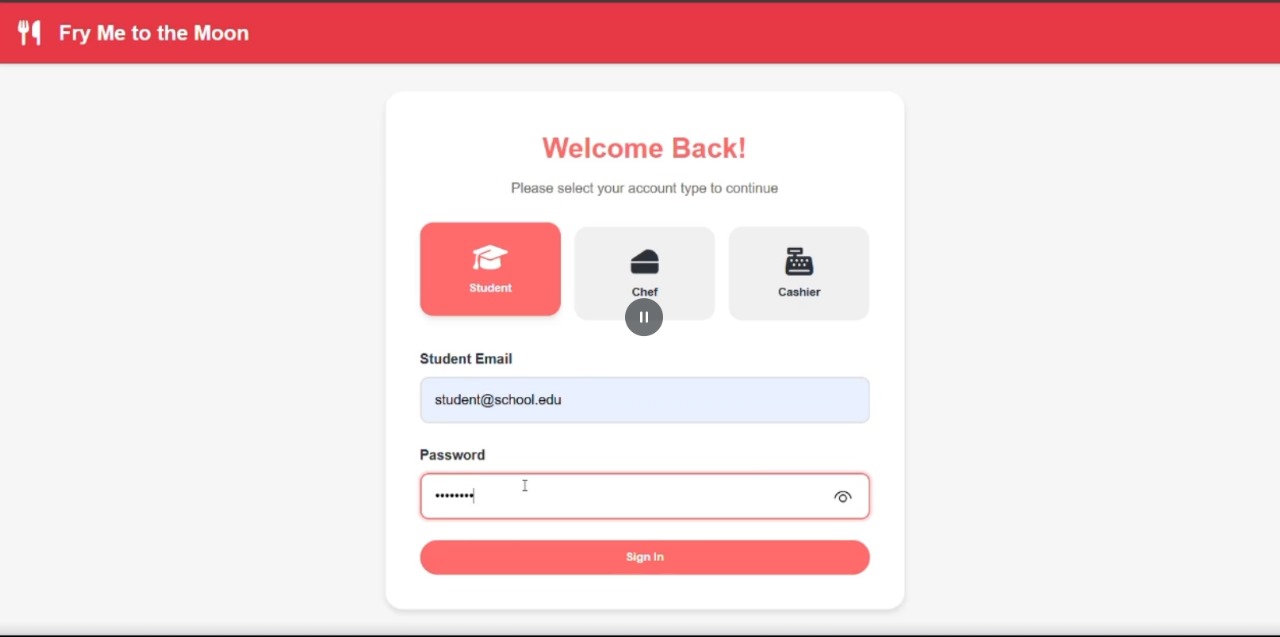 Fry Me to the Moon
Welcome Back!
Please select your account type to continue
Student
Chef
Cashier
Student Email
student@school.edu
Password
••••••••
Sign In